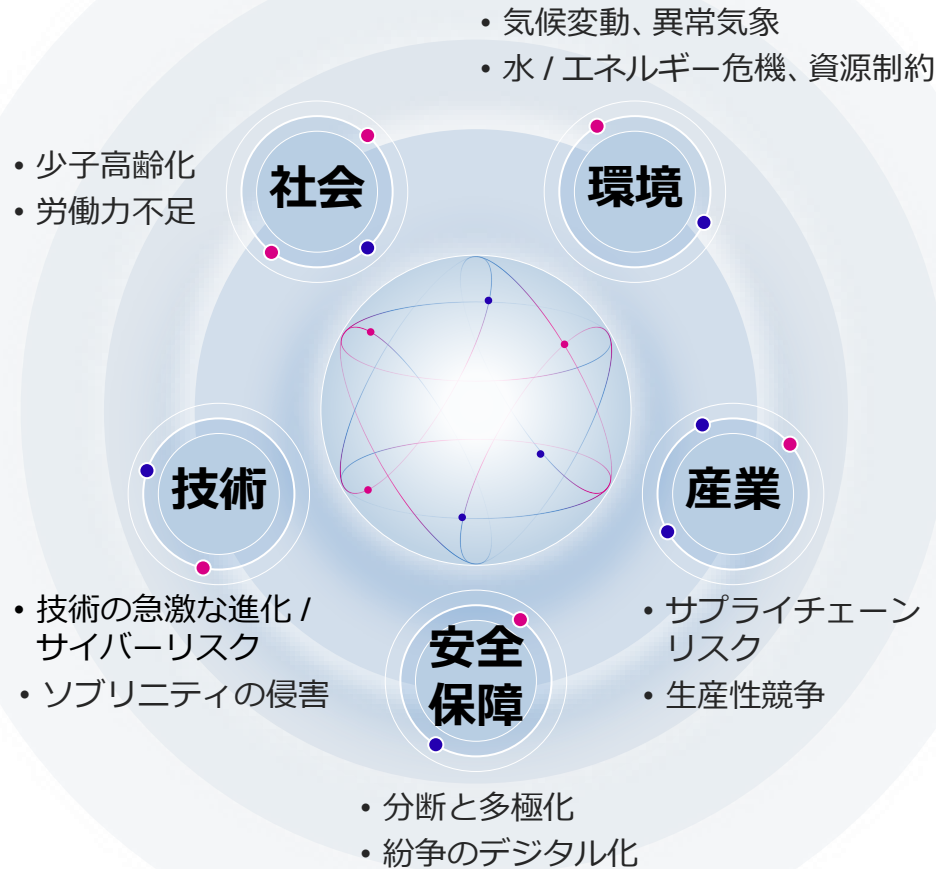 • 気候変動、異常気象
• 水 / エネルギー危機、資源制約
社会
• 少子高齢化
• 労働力不足
環境
技術
• 技術の急激な進化 /
サイバーリスク
• ソブリニティの侵害
産業
• サプライチェーン
リスク
• 生産性競争
安全
保障
• 分断と多極化
• 紛争のデジタル化